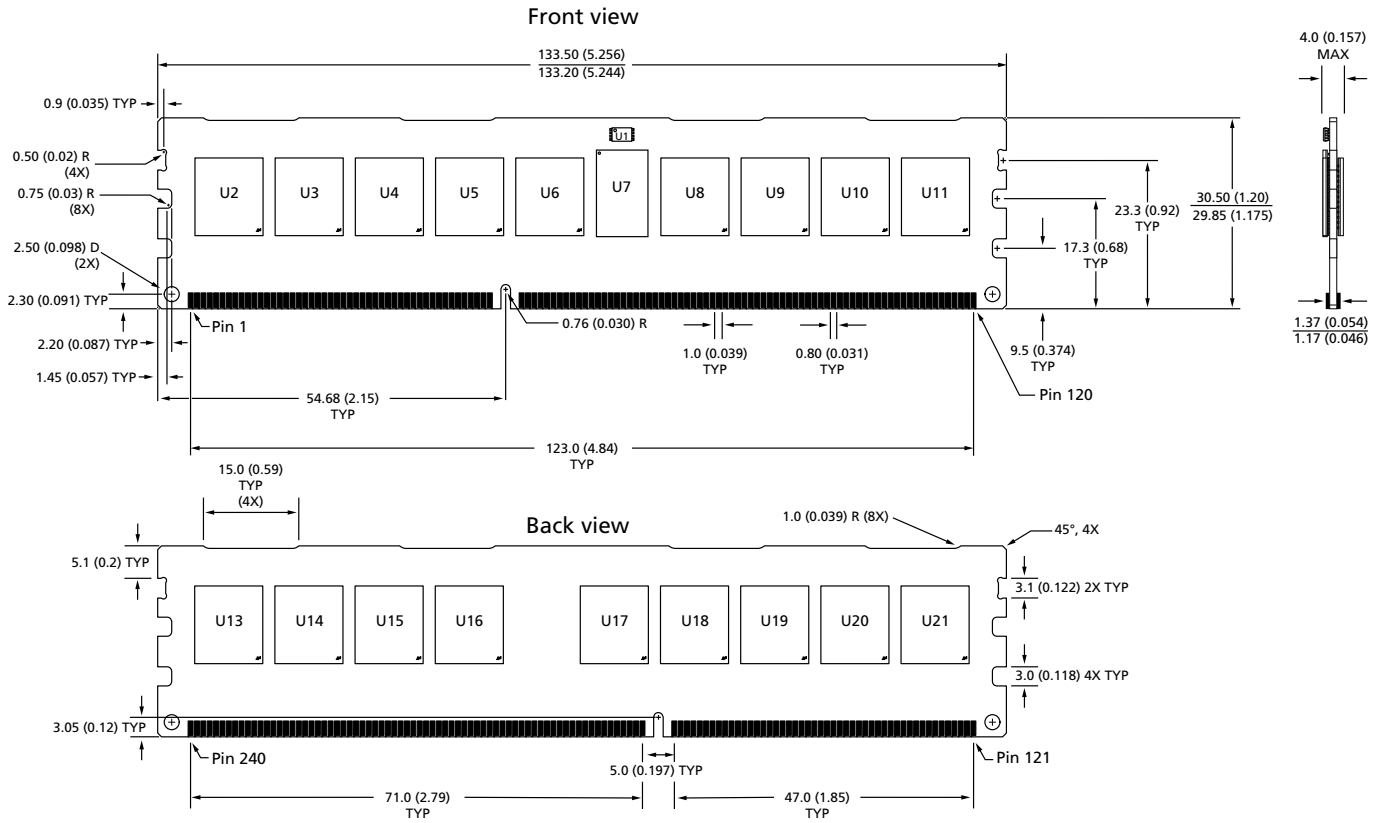 Front view
133.50 (5.256)
133.20 (5.244)
4.0 (0.157)
MAX
0.9 (0.035) TYP
0.50 (0.02) R
(4X)
0.75 (0.03) R
(8X)
2.50 (0.098) D
(2X)
2.30 (0.091) TYP
2.20 (0.087) TYP
1.45 (0.057) TYP
U1
U2
U3
U4
U5
U6
U7
U8
U9
U10
U11
23.3 (0.92)
TYP
17.3 (0.68)
TYP
30.50 (1.20)
29.85 (1.175)
Pin 1
0.76 (0.030) R
1.0 (0.039)
TYP
0.80 (0.031)
TYP
9.5 (0.374)
TYP
1.37 (0.054)
1.17 (0.046)
Pin 120
54.68 (2.15)
TYP
123.0 (4.84)
TYP
15.0 (0.59)
TYP
(4X)
Back view
1.0 (0.039) R (8X)
45°, 4X
5.1 (0.2) TYP
3.1 (0.122) 2X TYP
U13
U14
U15
U16
U17
U18
U19
U20
U21
3.0 (0.118) 4X TYP
3.05 (0.12) TYP
Pin 240
5.0 (0.197) TYP
Pin 121
71.0 (2.79)
TYP
47.0 (1.85)
TYP